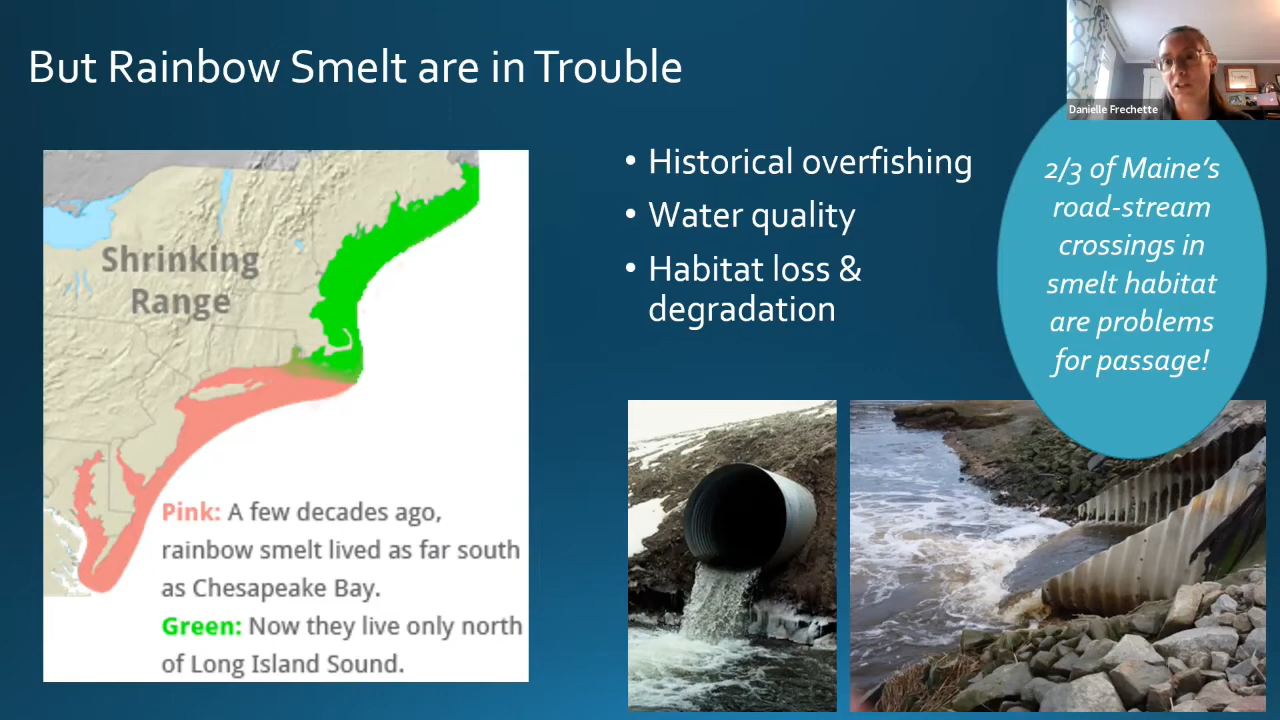 But Rainbow Smelt are in Trouble
Danielle Frechette
Shrinking
Range
Pink: A few decades ago,
rainbow smelt lived as far south
as Chesapeake Bay.
Green: Now they live only north
of Long Island Sound.
• Historical overfishing
• Water quality
• Habitat loss &
degradation
2/3 of Maine's
road-stream
crossings in
smelt habitat
are problems
for passage!